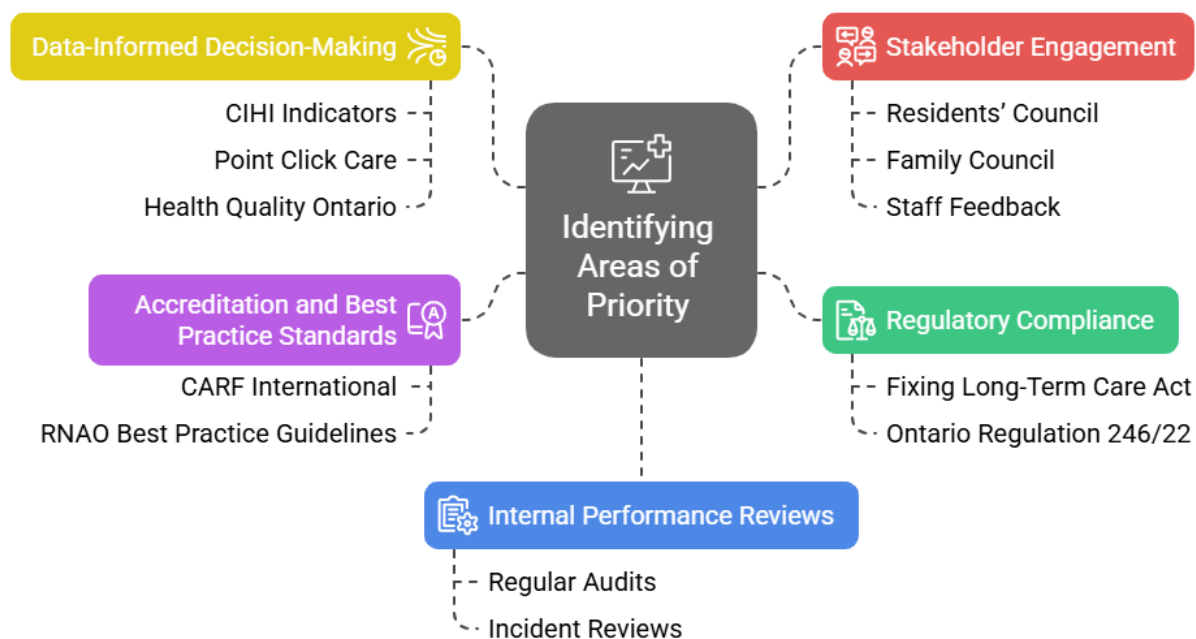 Data-Informed Decision-Making
CIHI Indicators
Point Click Care
Health Quality Ontario
Stakeholder Engagement
Residents’ Council
Family Council
Staff Feedback
Identifying
Areas of
Priority
Accreditation and Best
Practice Standards
A
CARF International
RNAO Best Practice Guidelines
Regulatory Compliance
Fixing Long-Term Care Act
Ontario Regulation 246/22
Internal Performance Reviews
Regular Audits
Incident Reviews